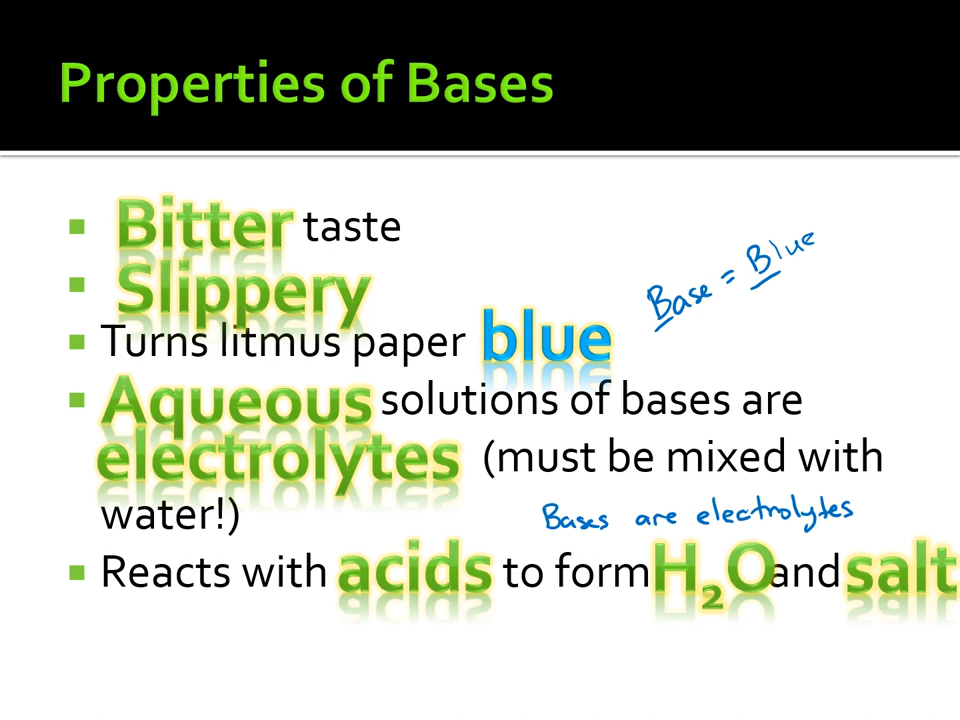 Properties of Bases
▪ Bitter taste
▪ Slippery
Base = Blue
▪ Turns litmus paper blue
▪ Aqueous solutions of bases are
electrolytes (must be mixed with
water!)
Bases are electrolytes
▪ Reacts with acids to form H₂O and salt